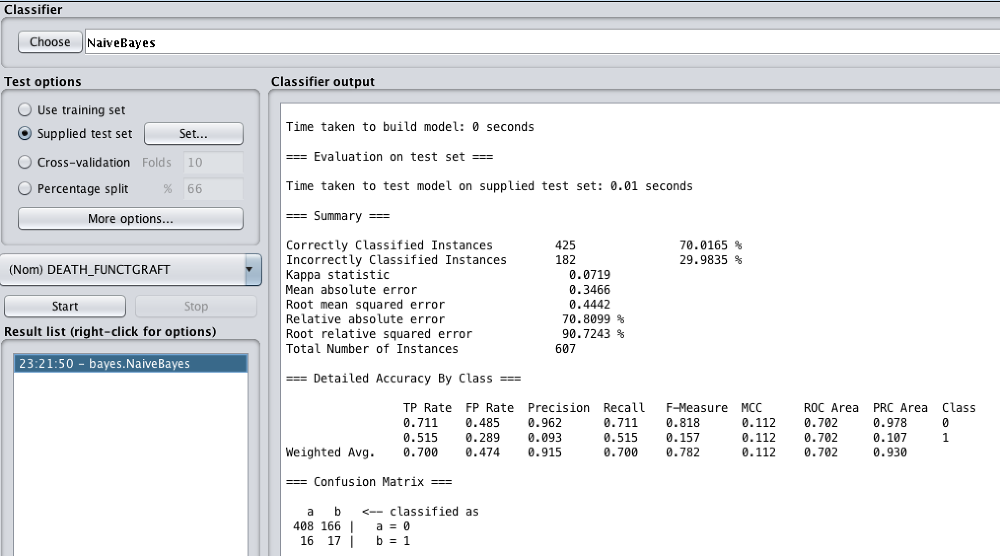 Classifier
Choose NaiveBayes
Test options
Use training set
Supplied test set Set...
Cross-validation Folds 10
Percentage split % 66
More options...
(Nom) DEATH_FUNCTGRAFT
Start Stop
Result list (right-click for options)
23:21:50 - bayes.NaiveBayes
Classifier output
Time taken to build model: 0 seconds
=== Evaluation on test set ===
Time taken to test model on supplied test set: 0.01 seconds
=== Summary ===
Correctly Classified Instances 425 70.0165 %
Incorrectly Classified Instances 182 29.9835 %
Kappa statistic 0.0719
Mean absolute error 0.3466
Root mean squared error 0.4442
Relative absolute error 70.8099 %
Root relative squared error 90.7243 %
Total Number of Instances 607
=== Detailed Accuracy By Class ===
TP Rate FP Rate Precision Recall F-Measure MCC ROC Area PRC Area Class
0.711 0.485 0.962 0.711 0.818 0.112 0.702 0.978 0
0.515 0.289 0.093 0.515 0.157 0.112 0.702 0.107 1
Weighted Avg. 0.700 0.474 0.915 0.700 0.782 0.112 0.702 0.930
=== Confusion Matrix ===
a b <-- classified as
408 166 | a = 0
16 17 | b = 1